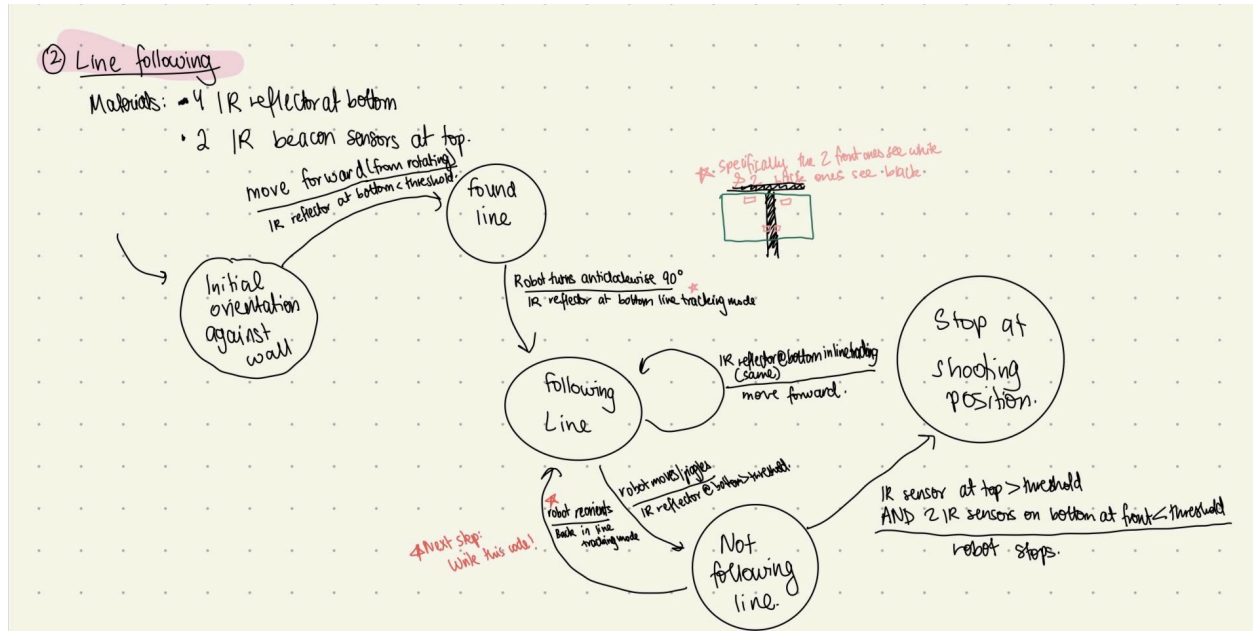 ② Line following
Materials: - 4 IR reflector at bottom
• 2 IR beacon sensors at top.
move forward (from rotating)
IR reflector at bottom < threshold.
found
line
* specifically the 2 front ones see white
& 2 back ones see black.
Initial
orientation
against
wall
Robot turns anticlockwise 90°
IR reflector at bottom line tracking mode
Following
Line
IR reflector @ bottom in line tracking
(same)
move forward.
Stop at
shooting
position.
robot moves/jiggles
IR reflector @ bottom > threshold.
robot reorients
Back in line
tracking mode
Next step:
Write this code!
Not
following
line.
IR sensor at top > threshold
AND 2 IR sensors on bottom at front < threshold
robot stops.